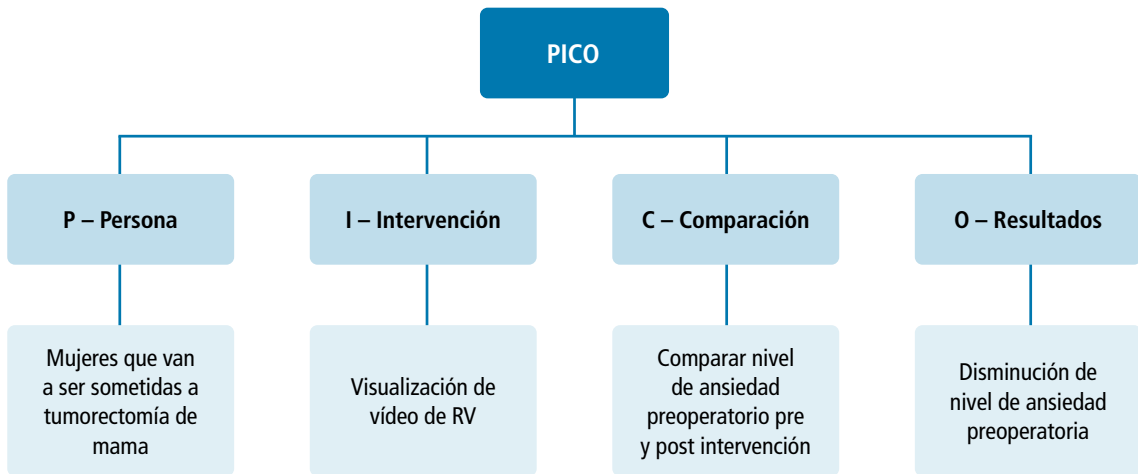 PICO
P – Persona
I – Intervención
C – Comparación
O – Resultados
Mujeres que van
a ser sometidas a
tumorectomía de
mama
Visualización de
vídeo de RV
Comparar nivel
de ansiedad
preoperatorio pre
y post intervención
Disminución de
nivel de ansiedad
preoperatoria